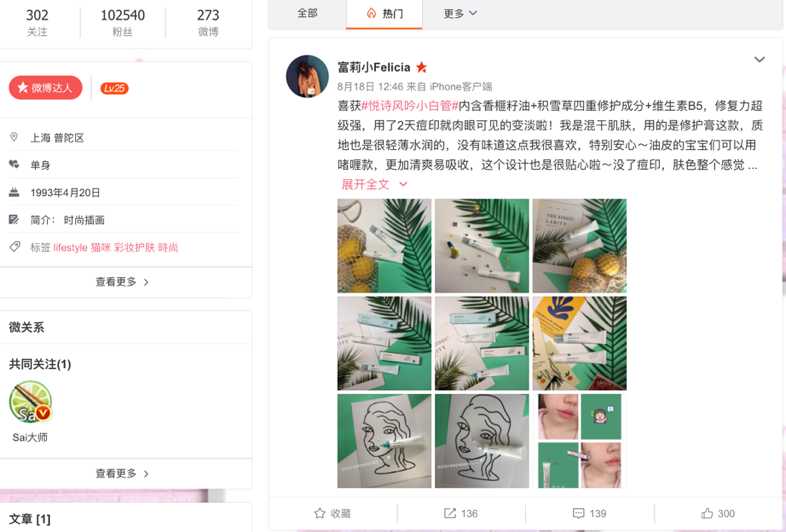 302
102540
273
关注
粉丝
微博
微博达人
Lv.25
上海 普陀区
单身
1993年4月20日
简介： 时尚插画
标签 lifestyle 猫咪 彩妆护肤 時尚
查看更多
微关系
共同关注(1)
Sai
Sai大师
查看更多
文章 [1]
全部
热门
更多
富莉小Felicia
8月18日 12:46 来自 iPhone客户端
喜获#悦诗风吟小白管#内含香榧籽油+积雪草四重修护成分+维生素B5，修复力超
级强，用了2天痘印就肉眼可见的变淡啦！我是混干肌肤，用的是修护膏这款，质
地也是很轻薄水润的，没有味道这点我很喜欢，特别安心～油皮的宝宝们可以用
啫喱款，更加清爽易吸收，这个设计也是很贴心啦～没了痘印，肤色整个感觉 ...
展开全文
THE SINGU-
LARITY
收藏
136
139
300